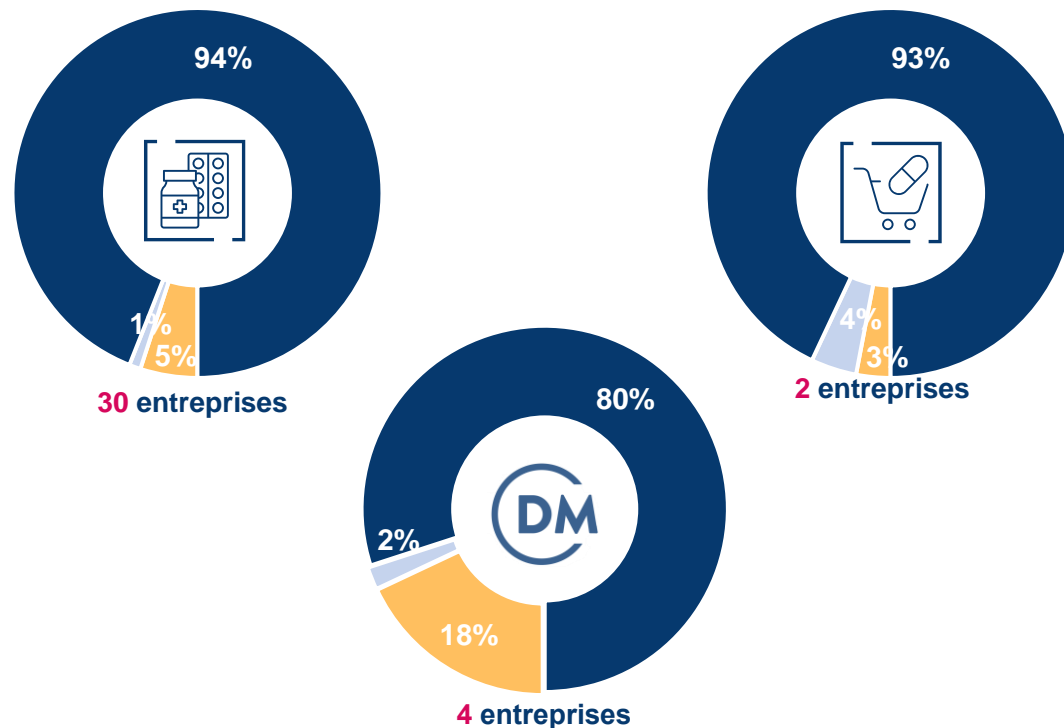 94%
1%
5%
30 entreprises
93%
4%
3%
2 entreprises
80%
DM
2%
18%
4 entreprises